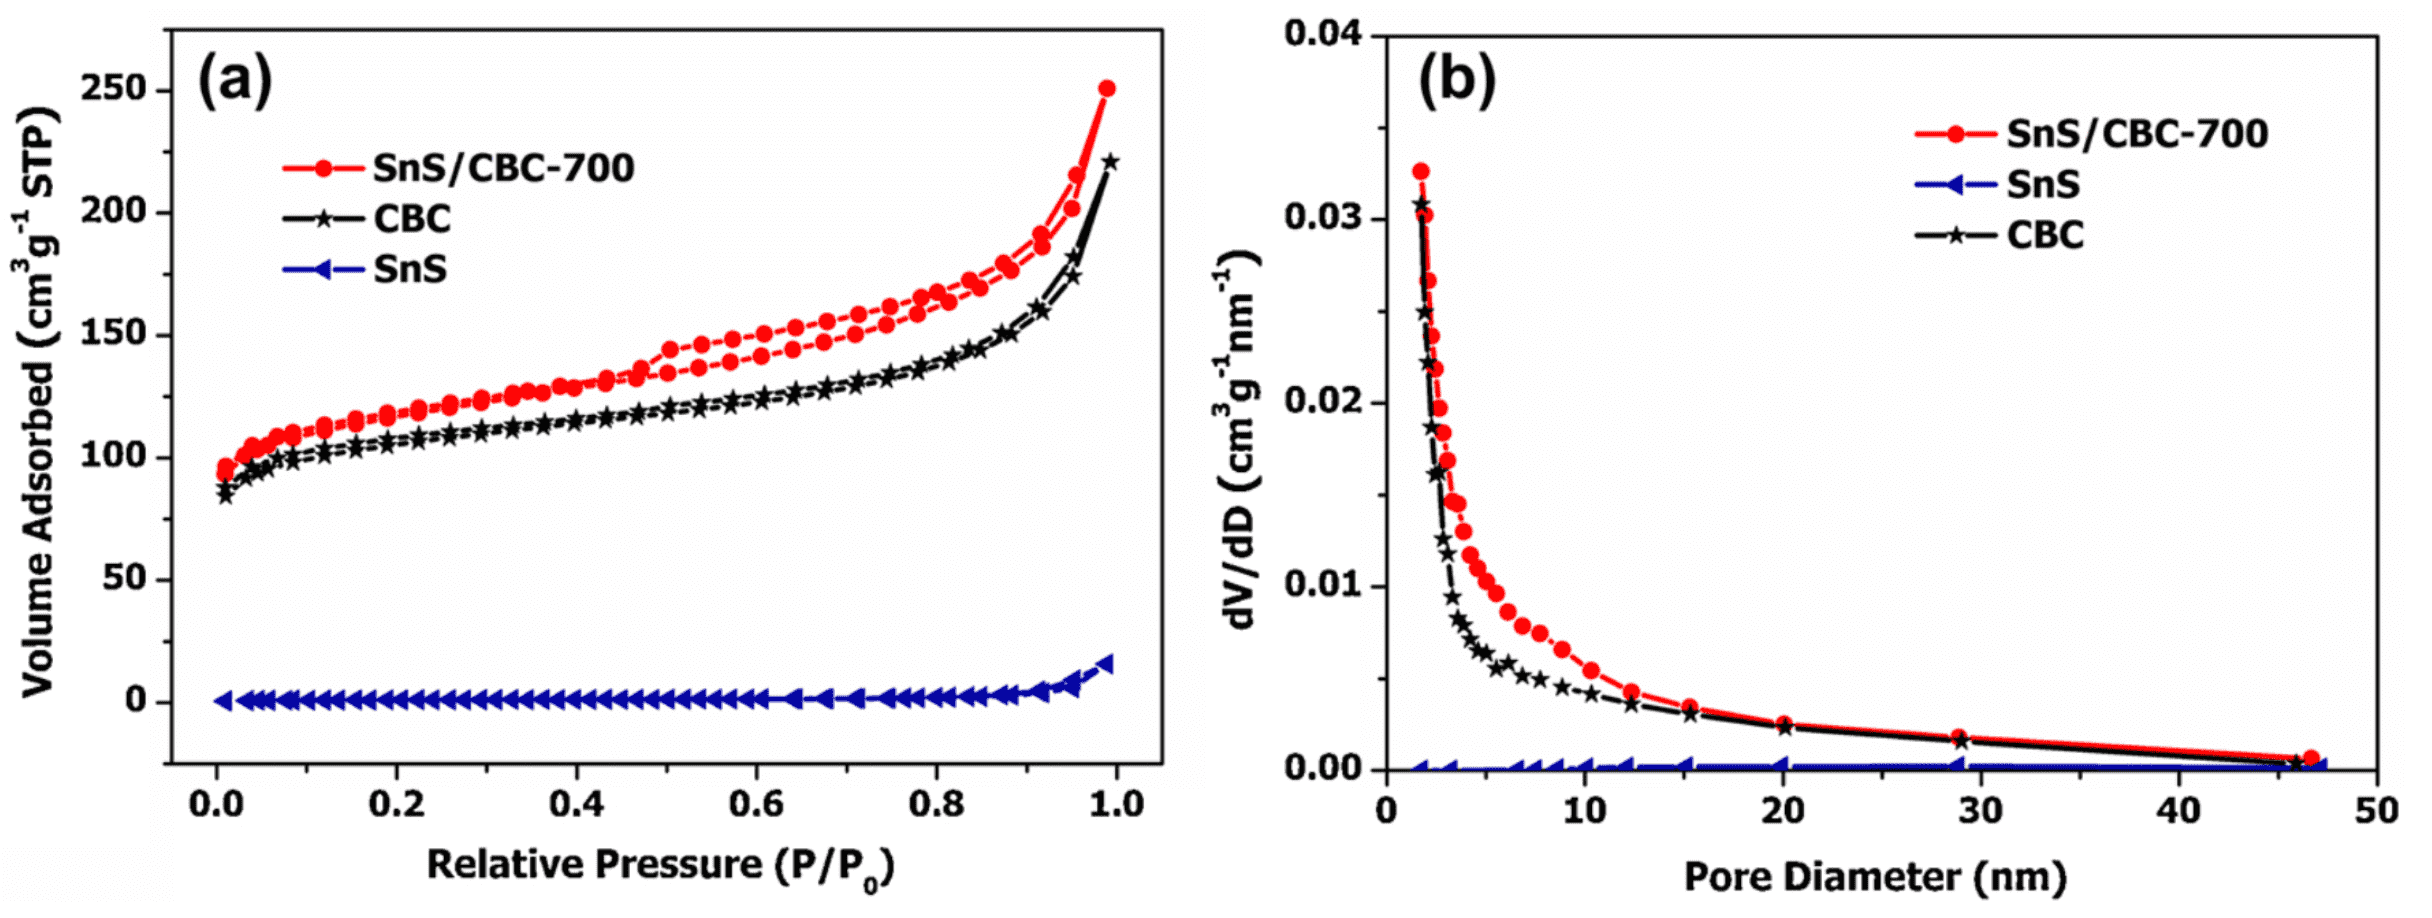 (a)
SnS/CBC-700
CBC
SnS
250
200
150
100
50
0
0.0 0.2 0.4 0.6 0.8 1.0
Volume Adsorbed (cm³g⁻¹ STP)
Relative Pressure (P/P₀)
(b)
SnS/CBC-700
SnS
CBC
0.04
0.03
0.02
0.01
0.00
0 10 20 30 40 50
dV/dD (cm³g⁻¹nm⁻¹)
Pore Diameter (nm)